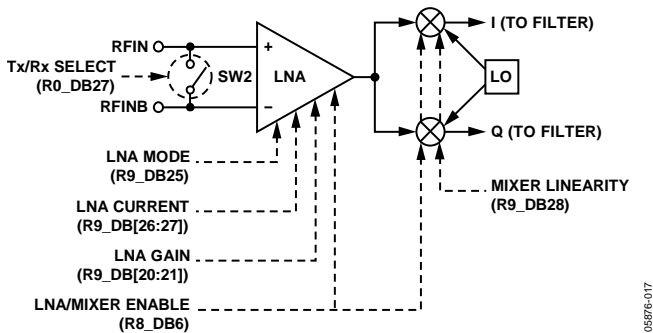 RFIN
+
I (TO FILTER)
Tx/Rx SELECT
(R0_DB27)
SW2
LNA
LO
RFINB
–
Q (TO FILTER)
LNA MODE
(R9_DB25)
MIXER LINEARITY
(R9_DB28)
LNA CURRENT
(R9_DB[26:27])
LNA GAIN
(R9_DB[20:21])
LNA/MIXER ENABLE
(R8_DB6)
05876-017